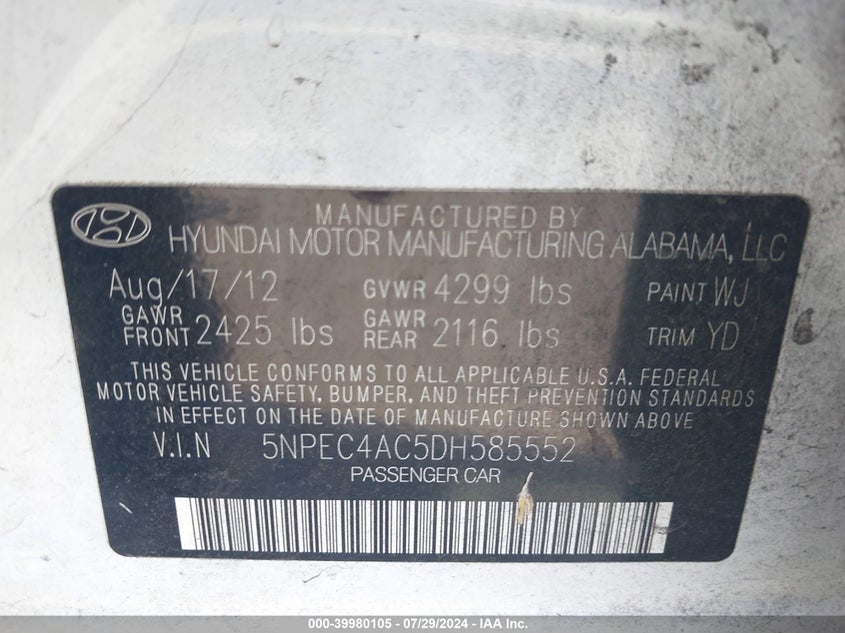 MANUFACTURED BY
HYUNDAI MOTOR MANUFACTURING ALABAMA, LLC
Aug/17/12 GVWR 4299 lbs PAINT WJ
GAWR FRONT 2425 lbs GAWR REAR 2116 lbs TRIM YD
THIS VEHICLE CONFORMS TO ALL APPLICABLE U.S.A. FEDERAL
MOTOR VEHICLE SAFETY, BUMPER, AND THEFT PREVENTION STANDARDS
IN EFFECT ON THE DATE OF MANUFACTURE SHOWN ABOVE
V.I.N 5NPEC4AC5DH585552
PASSENGER CAR
000-39980105 - 07/29/2024 - © IAA Inc.